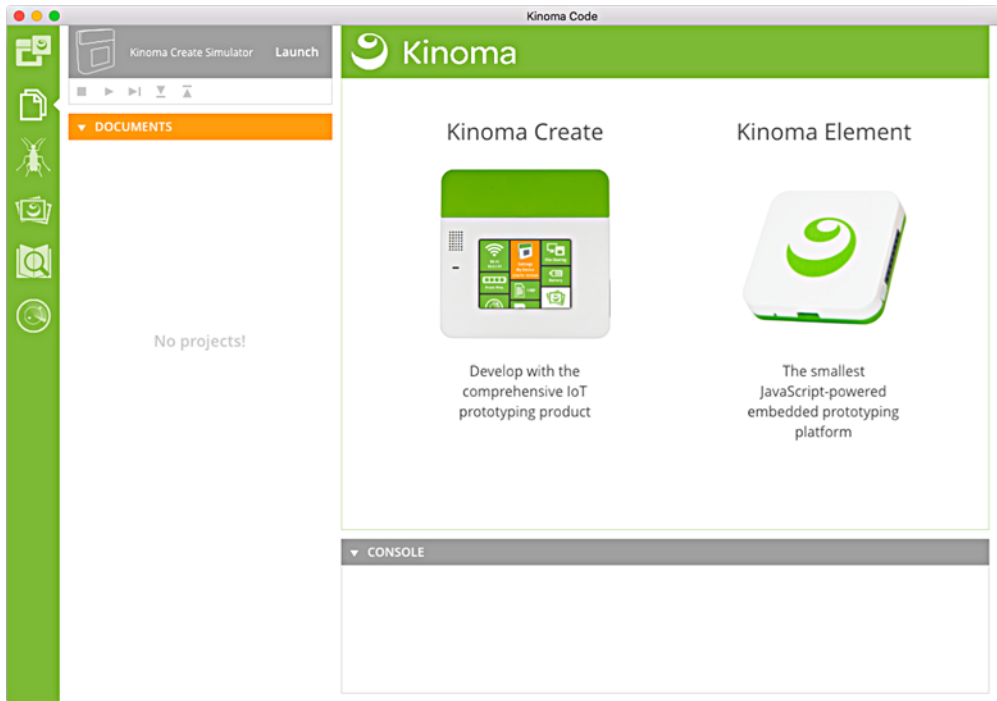 Kinoma Code
Kinoma Create Simulator Launch
DOCUMENTS
No projects!
Kinoma
Kinoma Create
Kinoma Element
Develop with the
comprehensive IoT
prototyping product
The smallest
JavaScript-powered
embedded prototyping
platform
CONSOLE